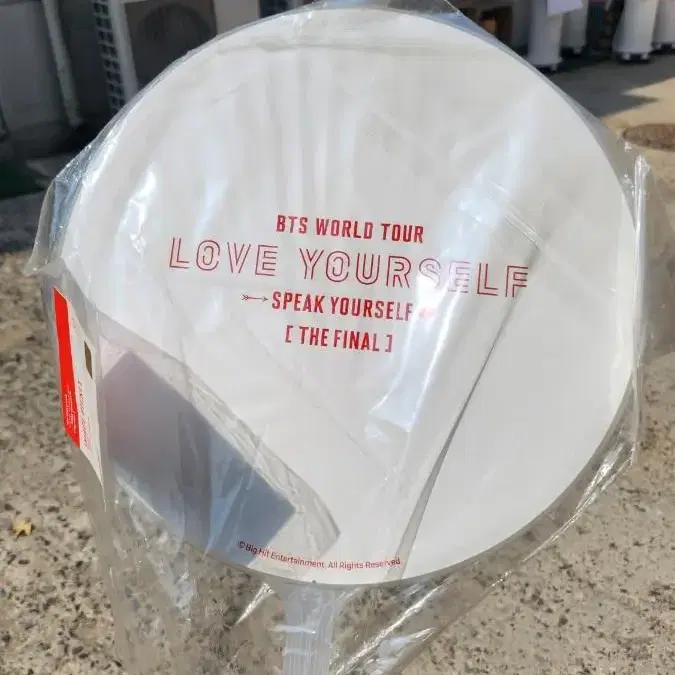 BTS WORLD TOUR
LOVE YOURSELF
SPEAK YOURSELF
[ THE FINAL ]
© Big Hit Entertainment. All Rights Reserved.